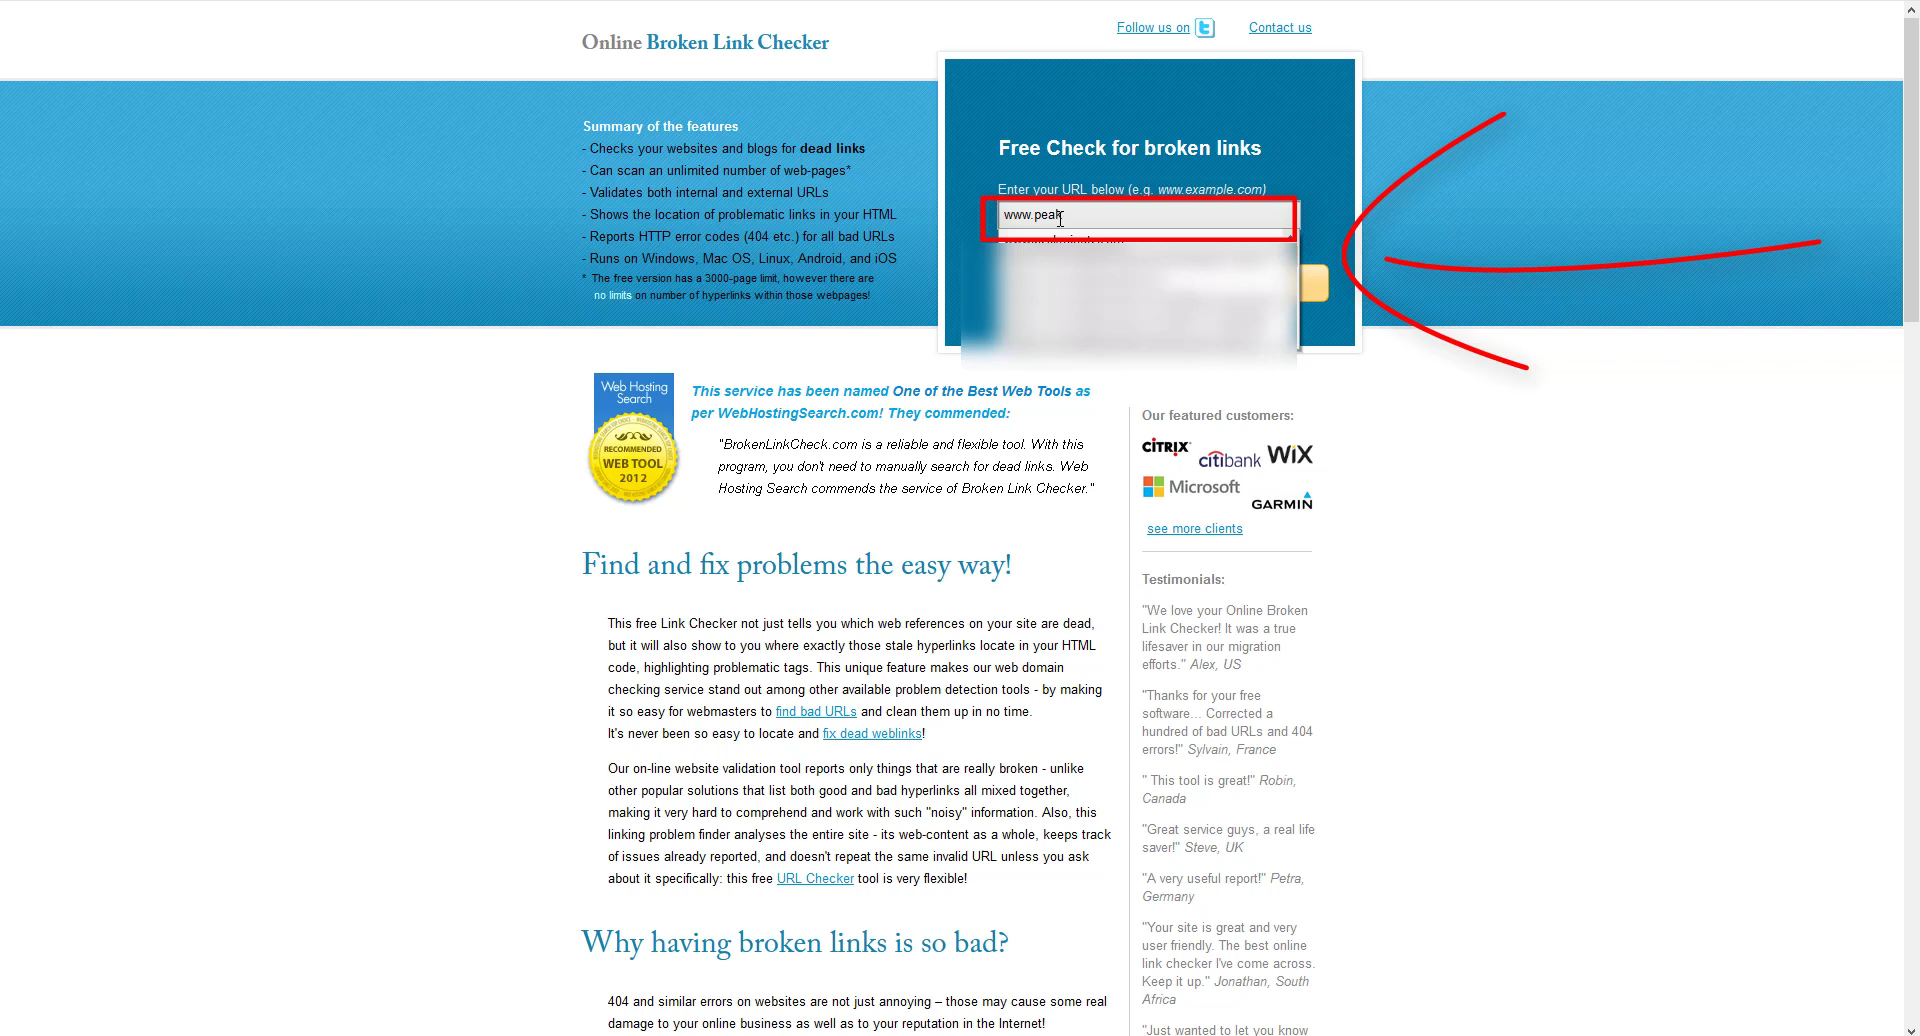 Online Broken Link Checker
Follow us on
Contact us
Summary of the features
- Checks your websites and blogs for dead links
- Can scan an unlimited number of web-pages*
- Validates both internal and external URLs
- Shows the location of problematic links in your HTML
- Reports HTTP error codes (404 etc.) for all bad URLs
- Runs on Windows, Mac OS, Linux, Android, and iOS
* The free version has a 3000-page limit, however there are
no limits on number of hyperlinks within those webpages!
Free Check for broken links
Enter your URL below (e.g. www.example.com)
www.peak
Web Hosting
Search
RECOMMENDED
WEB TOOL
2012
This service has been named One of the Best Web Tools as
per WebHostingSearch.com! They commended:
"BrokenLinkCheck.com is a reliable and flexible tool. With this
program, you don't need to manually search for dead links. Web
Hosting Search commends the service of Broken Link Checker."
Find and fix problems the easy way!
This free Link Checker not just tells you which web references on your site are dead,
but it will also show to you where exactly those stale hyperlinks locate in your HTML
code, highlighting problematic tags. This unique feature makes our web domain
checking service stand out among other available problem detection tools - by making
it so easy for webmasters to find bad URLs and clean them up in no time.
It's never been so easy to locate and fix dead weblinks!
Our on-line website validation tool reports only things that are really broken - unlike
other popular solutions that list both good and bad hyperlinks all mixed together,
making it very hard to comprehend and work with such "noisy" information. Also, this
linking problem finder analyses the entire site - its web-content as a whole, keeps track
of issues already reported, and doesn't repeat the same invalid URL unless you ask
about it specifically: this free URL Checker tool is very flexible!
Why having broken links is so bad?
404 and similar errors on websites are not just annoying – those may cause some real
damage to your online business as well as to your reputation in the Internet!
Our featured customers:
CITRIX
citibank
WiX
Microsoft
GARMIN
see more clients
Testimonials:
"We love your Online Broken
Link Checker! It was a true
lifesaver in our migration
efforts." Alex, US
"Thanks for your free
software... Corrected a
hundred of bad URLs and 404
errors!" Sylvain, France
" This tool is great!" Robin,
Canada
"Great service guys, a real life
saver!" Steve, UK
"A very useful report!" Petra,
Germany
"Your site is great and very
user friendly. The best online
link checker I've come across.
Keep it up." Jonathan, South
Africa
"Just wanted to let you know